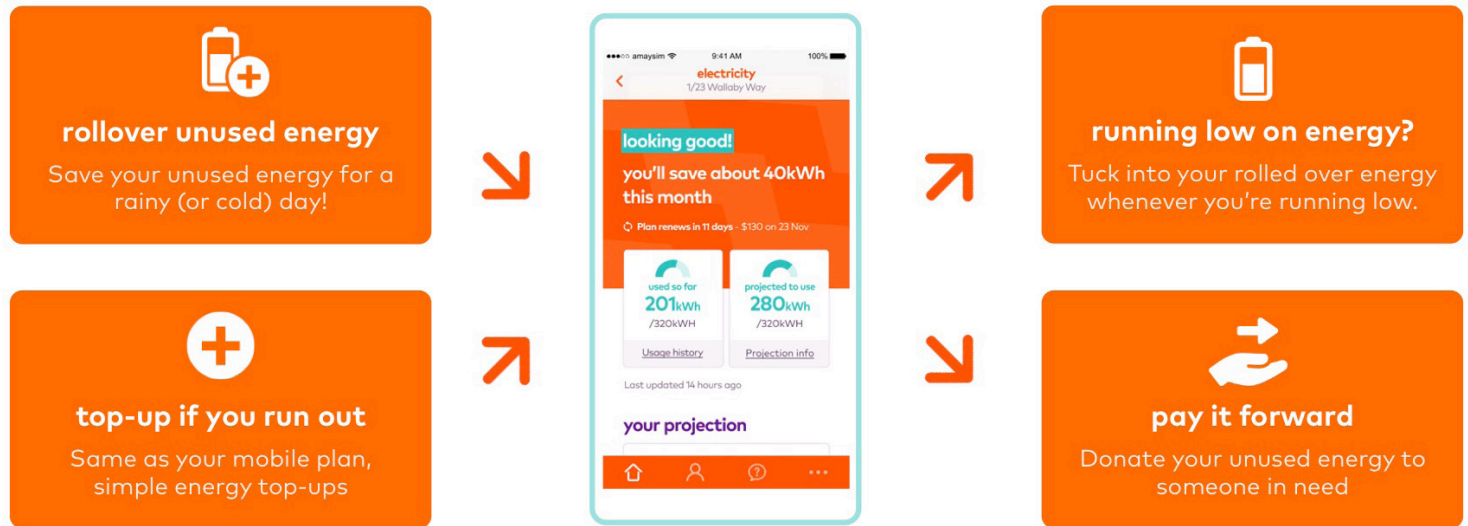 rollover unused energy
Save your unused energy for a
rainy (or cold) day!
top-up if you run out
Same as your mobile plan,
simple energy top-ups
amaysim
9:41 AM
100%
electricity
1/23 Wallaby Way
looking good!
you'll save about 40kWh
this month
Plan renews in 11 days - $130 on 23 Nov
used so far
201kWh
/320kWH
Usage history
projected to use
280kWh
/320kWH
Projection info
Last updated 14 hours ago
your projection
running low on energy?
Tuck into your rolled over energy
whenever you're running low.
pay it forward
Donate your unused energy to
someone in need